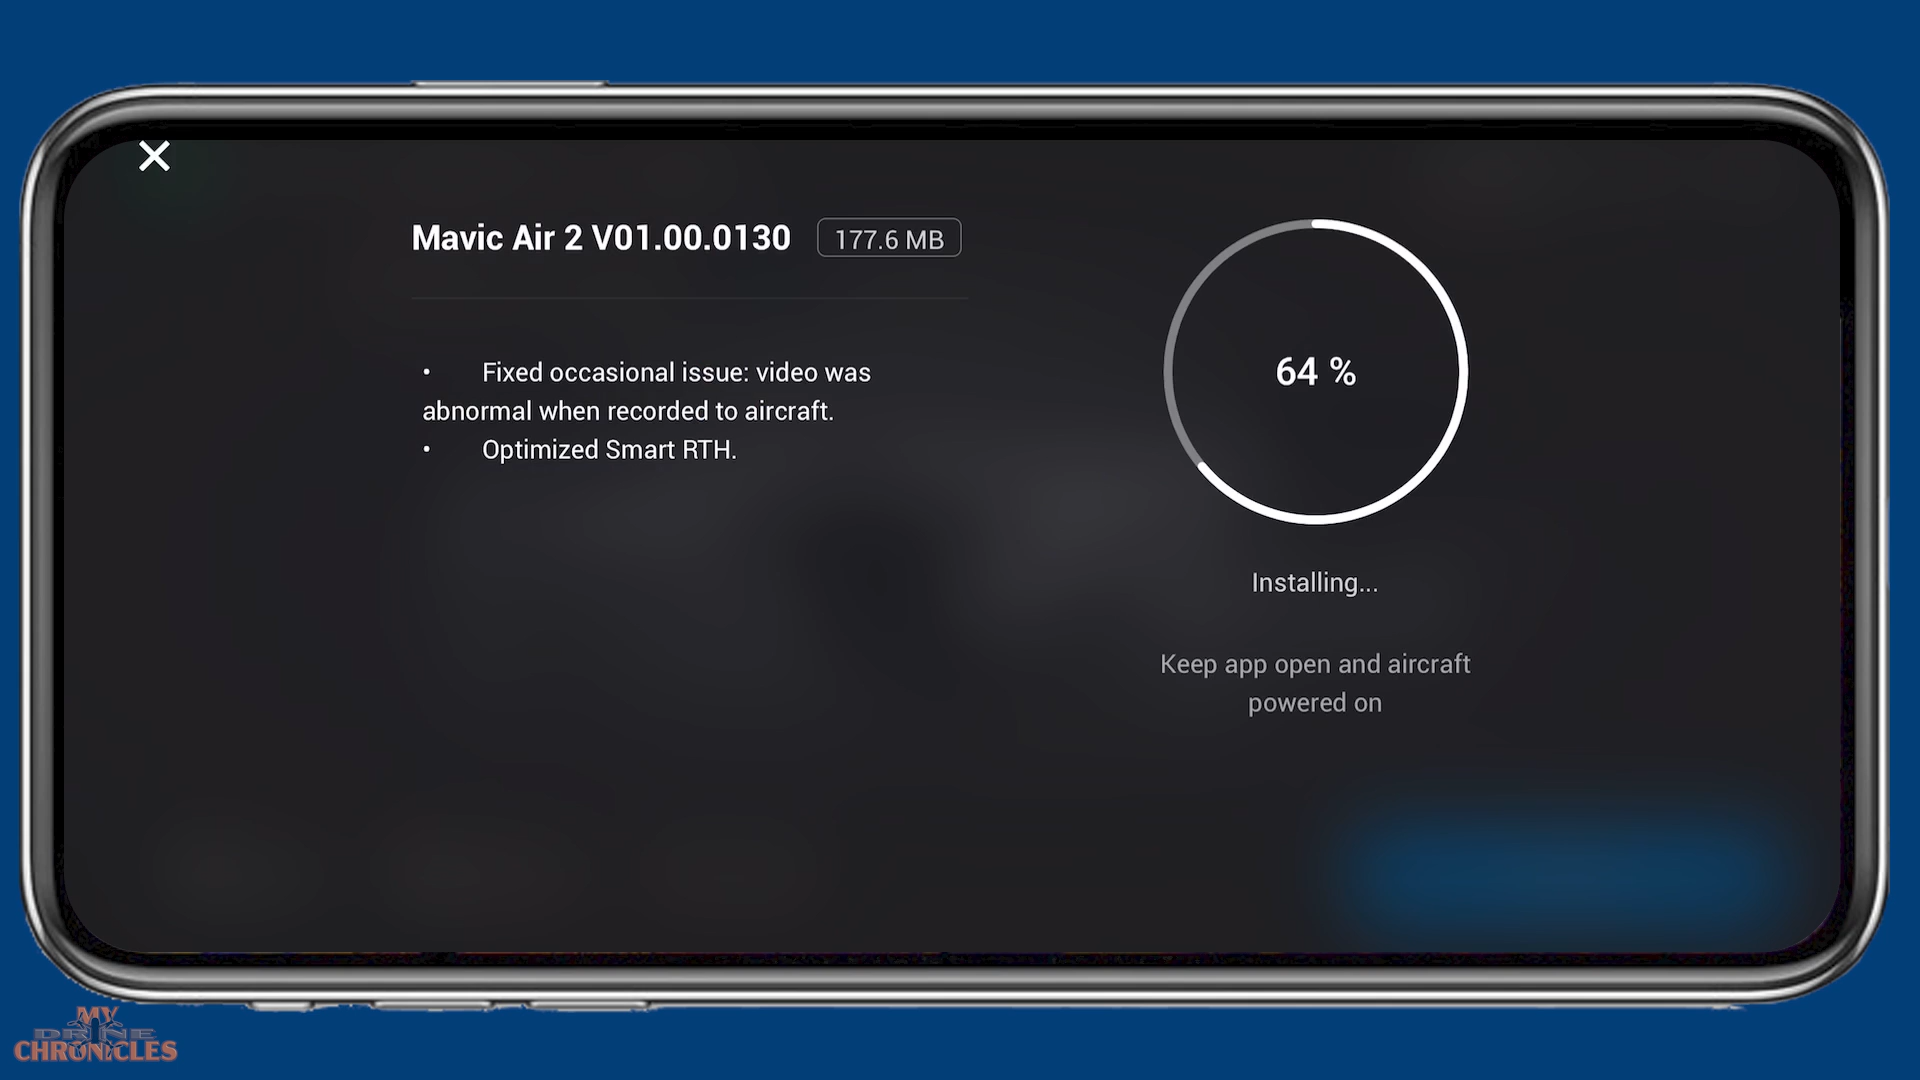 Mavic Air 2 V01.00.0130 177.6 MB
• Fixed occasional issue: video was
abnormal when recorded to aircraft.
• Optimized Smart RTH.
64 %
Installing...
Keep app open and aircraft
powered on
MY
DRONE
CHRONICLES